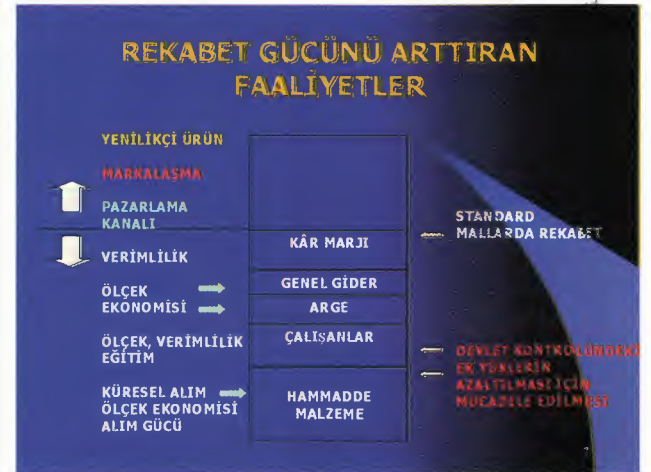 REKABET GÜCÜNÜ ARTTIRAN
FAALİYETLER
YENİLİKÇİ ÜRÜN
MARKALAŞMA
PAZARLAMA
KANALI
VERİMLİLİK
ÖLÇEK
EKONOMİSİ
ÖLÇEK, VERİMLİLİK
EĞİTİM
KÜRESEL ALIM
ÖLÇEK EKONOMİSİ
ALIM GÜCÜ
KÂR MARJI
GENEL GİDER
ARGE
ÇALIŞANLAR
HAMMADDE
MALZEME
STANDARD
MALLARDA REKABET
DEVLET KONTROLÜNDEKİ
EK YÜKLERİN
AZALTILMASI İÇİN
MÜCADELE EDİLMESİ